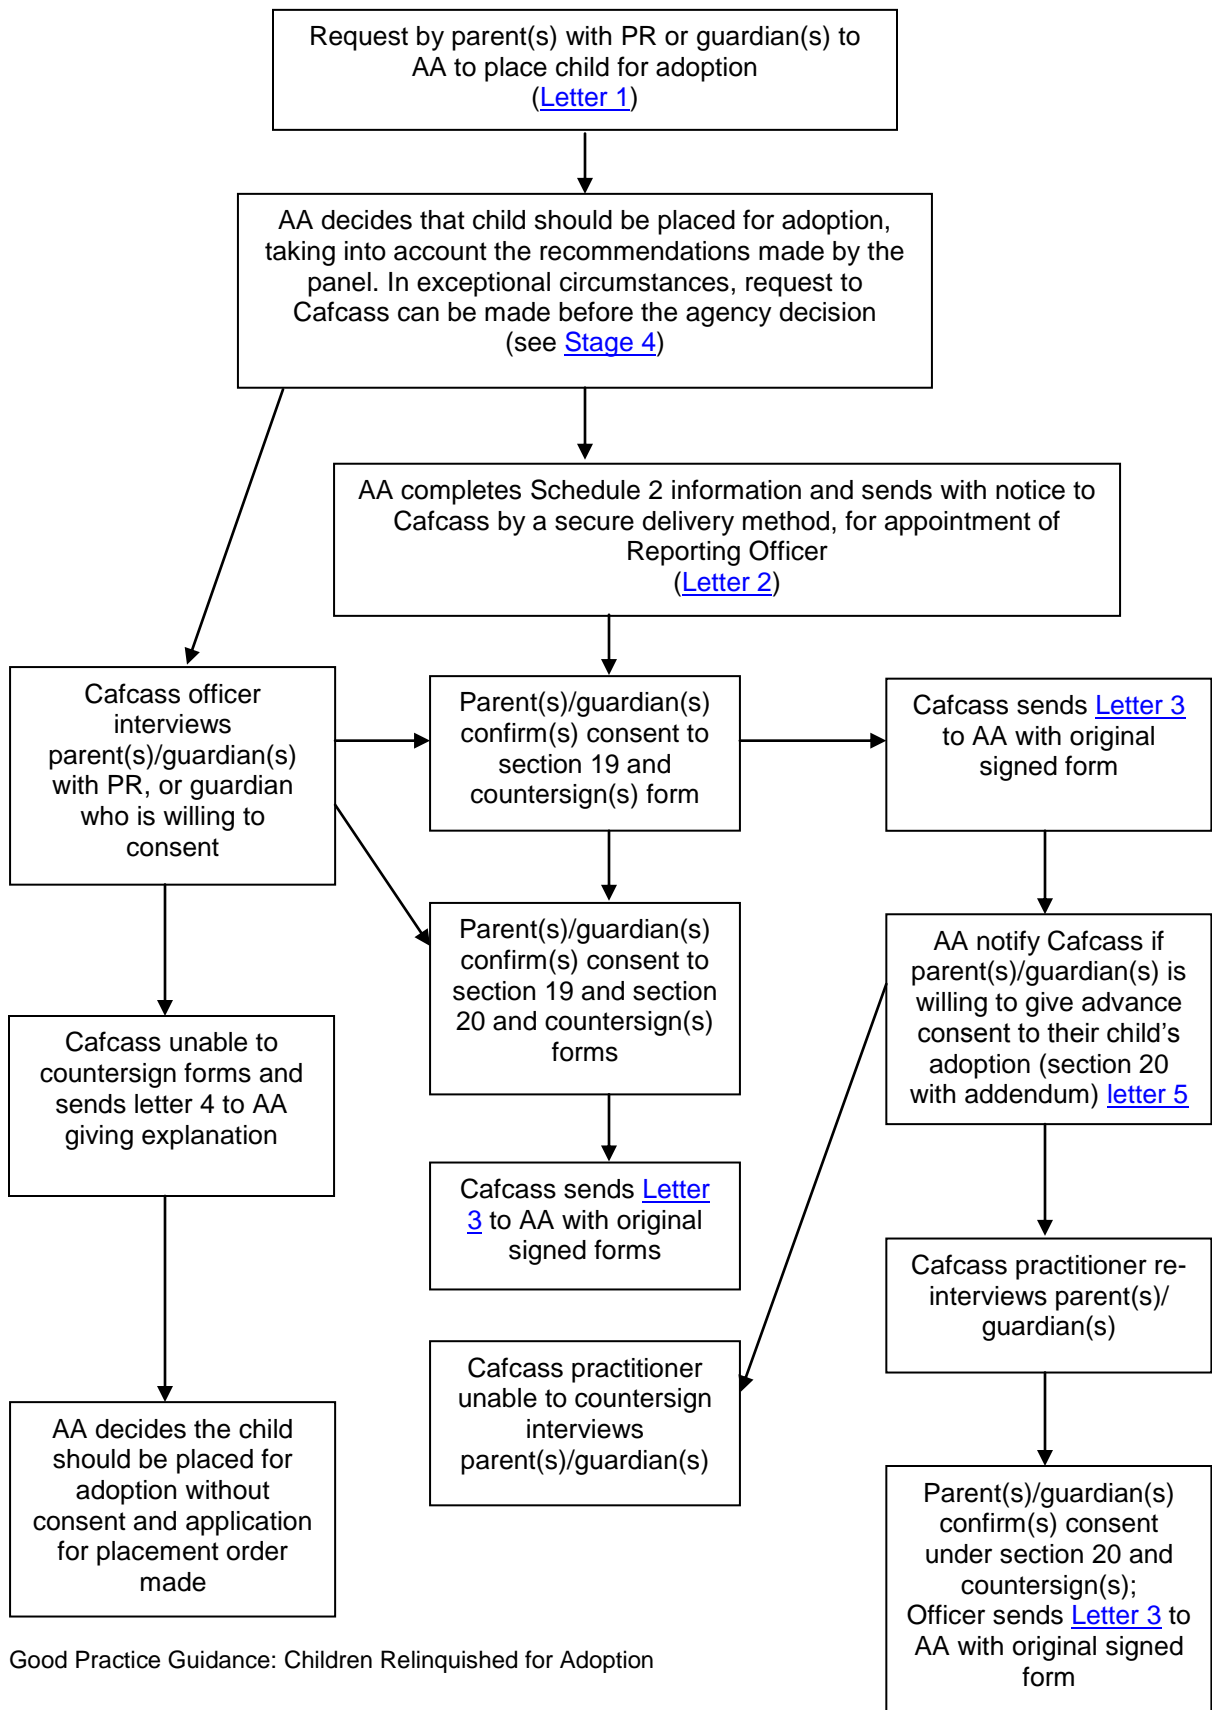 Request by parent(s) with PR or guardian(s) to
AA to place child for adoption
(Letter 1)
AA decides that child should be placed for adoption,
taking into account the recommendations made by the
panel. In exceptional circumstances, request to
Cafcass can be made before the agency decision
(see Stage 4)
AA completes Schedule 2 information and sends with notice to
Cafcass by a secure delivery method, for appointment of
Reporting Officer
(Letter 2)
Cafcass officer
interviews
parent(s)/guardian(s)
with PR, or guardian
who is willing to
consent
Parent(s)/guardian(s)
confirm(s) consent to
section 19 and
countersign(s) form
Cafcass sends Letter 3
to AA with original
signed form
Parent(s)/guardian(s)
confirm(s) consent to
section 19 and section
20 and countersign(s)
forms
AA notify Cafcass if
parent(s)/guardian(s) is
willing to give advance
consent to their child’s
adoption (section 20
with addendum) letter 5
Cafcass unable to
countersign forms and
sends letter 4 to AA
giving explanation
Cafcass sends Letter
3 to AA with original
signed forms
Cafcass practitioner re-
interviews parent(s)/
guardian(s)
Cafcass practitioner
unable to countersign
interviews
parent(s)/guardian(s)
AA decides the child
should be placed for
adoption without
consent and application
for placement order
made
Parent(s)/guardian(s)
confirm(s) consent
under section 20 and
countersign(s);
Officer sends Letter 3 to
AA with original signed
form
Good Practice Guidance: Children Relinquished for Adoption